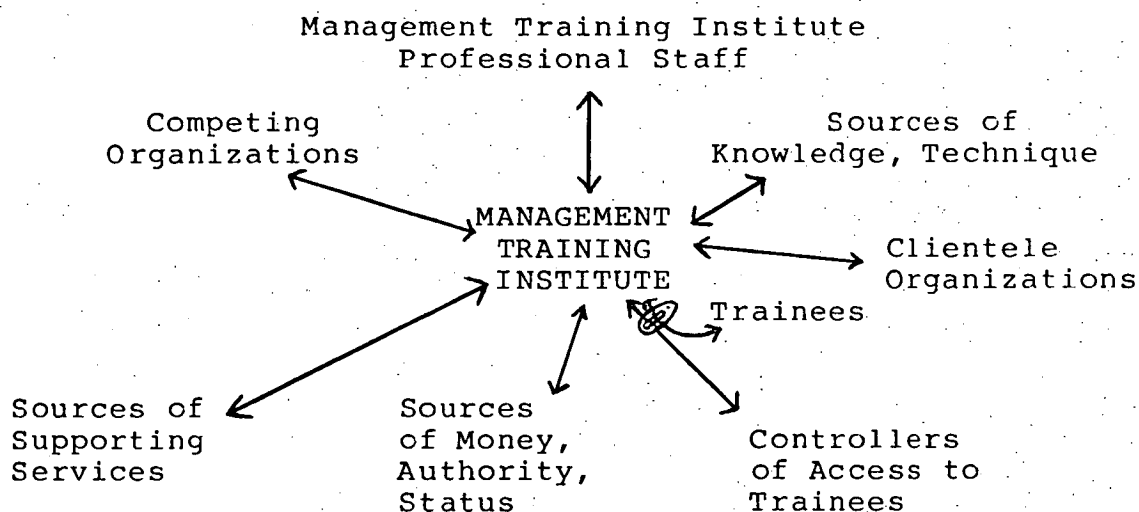 Management Training Institute
Professional Staff
Competing
Organizations
Sources of
Knowledge, Technique
MANAGEMENT
TRAINING
INSTITUTE
Clientele
Organizations
Trainees
Sources of
Supporting
Services
Sources
of Money,
Authority,
Status
Controllers
of Access to
Trainees